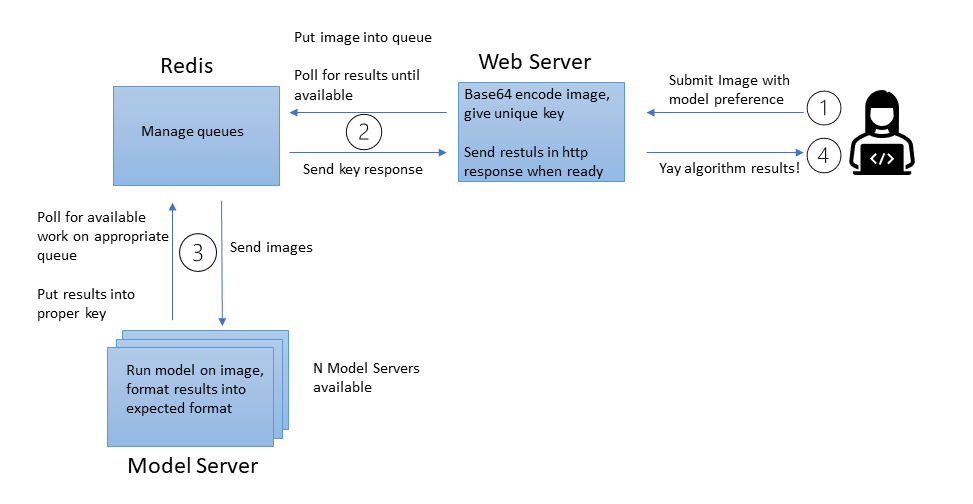 Put image into queue
Poll for results until
available
Redis
Web Server
Submit Image with
model preference
Manage queues
Base64 encode image,
give unique key
Send restuls in http
response when ready
1
2
4
Send key response
Yay algorithm results!
Poll for available
work on appropriate
queue
3
Send images
Put results into
proper key
Run model on image,
format results into
expected format
N Model Servers
available
Model Server